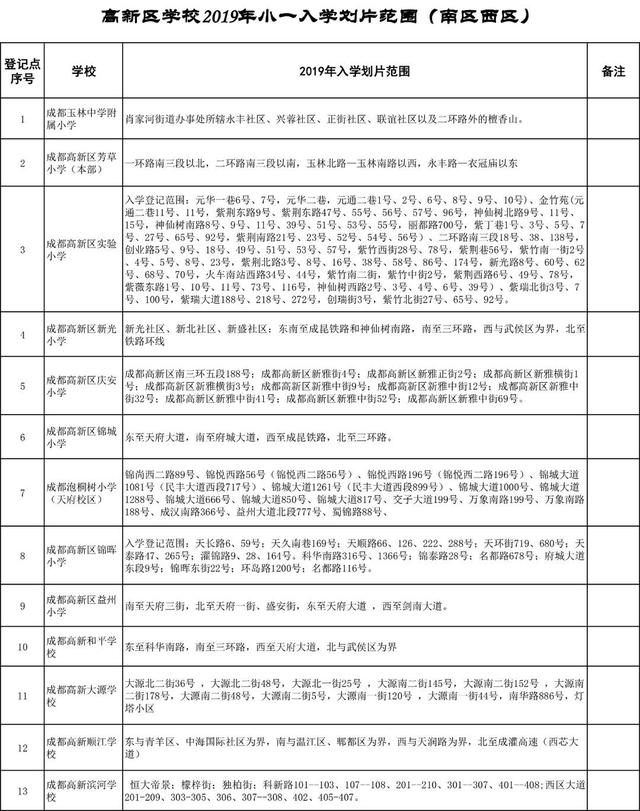 高新区学校2019年小一入学划片范围（南区西区）
登记点序号 学校 2019年入学划片范围 备注
1 成都玉林中学附属小学 肖家河街道办事处所辖永丰社区、兴蓉社区、正街社区、联谊社区以及二环路外的檀香山。
2 成都高新区芳草小学（本部） 一环路南三段以北，二环路南三段以南，玉林北路—玉林南路以西，永丰路—衣冠庙以东
3 成都高新区实验小学
入学登记范围：元华一巷6号、7号，元华二巷，元通二巷1号、2号、6号、8号、9号、10号)、金竹苑(元
通二巷11号、11号，紫荆东路9号、紫荆东路47号、55号、56号、57号、96号，神仙树北路9号、11号、
15号，神仙树南路8号、9号、11号、39号、51号、53号、55号，丽都路700号，紫丁巷1号、3号、5号、7
号、27号、65号、92号，紫荆南路21号、23号、52号、54号、56号)、二环路南三段18号、38、138号，
创业路5号、9号、18号、49号、51号、53号、57号，紫竹西街28号、78号，紫荆巷56号，紫竹南一街2号
、4号、5号、8号、23号，紫荆北路3号、8号、16号、38号、58号、86号、174号，新光路8号、60号、62
号、68号、70号，火车南站西路34号、44号，紫竹南二街，紫竹中街2号，紫荆西路6号、49号、78号，
紫薇东路1号、10号、11号、73号、116号，神仙树西路2号、3号、4号、6号、39号)、紫瑞北街3号、7
号、100号，紫瑞大道188号、218号、272号，创瑞街3号，紫竹北街27号、65号、92号。
4 成都高新区新光小学
新光社区、新北社区、新盛社区；东南至成昆铁路和神仙树南路，南至三环路，西与武侯区为界，北至
铁路环线
5 成都高新区庆安小学
成都高新区南三环五段188号；成都高新区新雅街4号；成都高新区新雅正街2号；成都高新区新雅横街1
号；成都高新区新雅横街3号；成都高新区新雅中街9号；成都高新区新雅中街12号；成都高新区新雅中
街32号；成都高新区新雅中街41号；成都高新区新雅中街52号；成都高新区新雅中街69号。
6 成都高新区锦城小学 东至天府大道，南至府城大道，西至成昆铁路，北至三环路。
7 成都泡桐树小学（天府校区）
锦尚西二路89号、锦悦西路56号（锦悦西二路56号）、锦悦西路196号（锦悦西二路196号）、锦城大道
1081号（民丰大道西段717号）、锦城大道1261号（民丰大道西段899号）、锦城大道1000号、锦城大道
1288号、锦城大道666号、锦城大道850号、锦城大道817号、交子大道199号、万象南路199号、万象南路
188号、成汉南路366号、益州大道北段777号、蜀锦路88号、
8 成都高新区锦晖小学
入学登记范围：天长路6、59号；天久南巷169号；天顺路66、126、222、288号；天环街719、680号；天
泰路47、265号；濯锦路9、28、164号。科华南路316号、1366号；锦泰路28号；名都路678号；府城大道
东段9号；锦晖东街22号；环岛路1200号；名都路116号。
9 成都高新区益州小学 南至天府三街，北至天府一街、盛安街，东至天府大道 ，西至剑南大道。
10 成都高新和平学校 东至科华南路，南至三环路，西至天府大道，北与武侯区为界
11 成都高新大源学校
大源北二街36号 ，大源北二街48号，大源北一街25号 ，大源南二街145号，大源南二街152号 ，大源南
二街178号，大源南二街48号，大源南二街5号，大源南一街120号 ，大源南一街44号，南华路886号，灯
塔小区
12 成都高新顺江学校
东与青羊区、中海国际社区为界，南与温江区、郫都区为界，西与天润路为界，北至成灌高速（西芯大
道）
13 成都高新滨河学校
恒大帝景；檬梓街；独柏街；科新路101--103、107--108、201--210、301--307、401--408;西区大道
201-209、303-305、306、307--308、402、405-407。